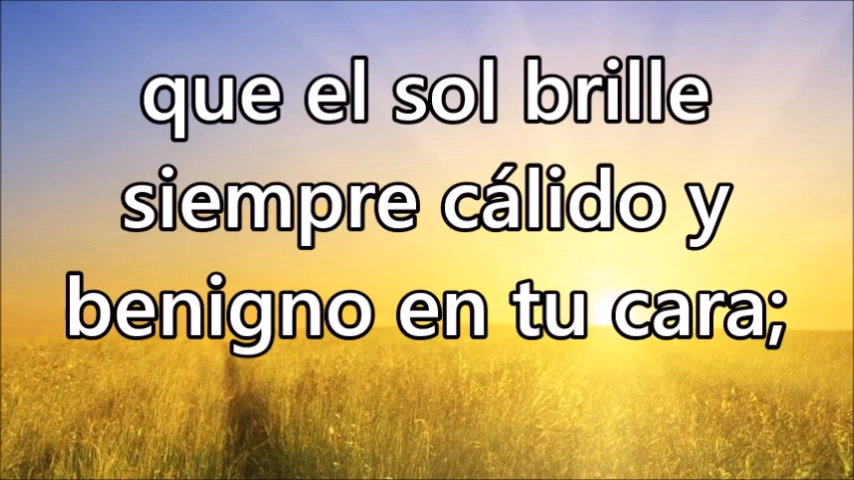 que el sol brille
siempre cálido y
benigno en tu cara;